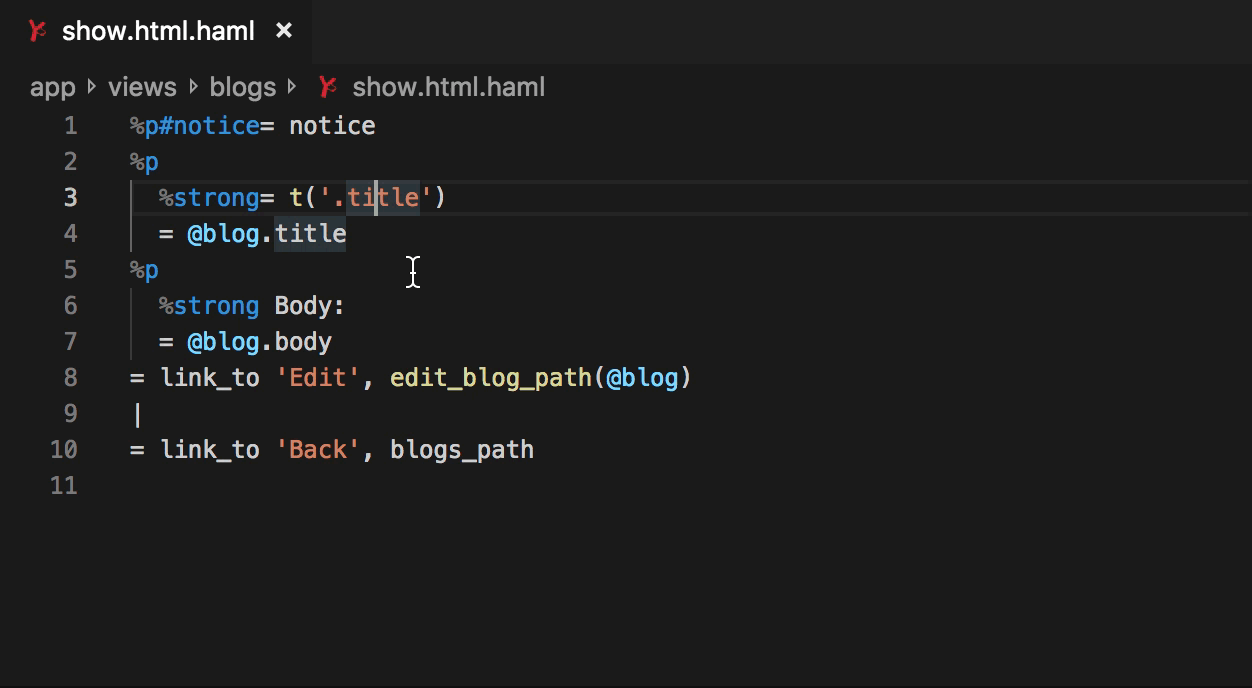 show.html.haml ×
app views blogs show.html.haml
1 %p#notice= notice
2 %p
3 %strong= t('.title')
4 = @blog.title
5 %p
6 %strong Body:
7 = @blog.body
8 = link_to 'Edit', edit_blog_path(@blog)
9 |
10 = link_to 'Back', blogs_path
11